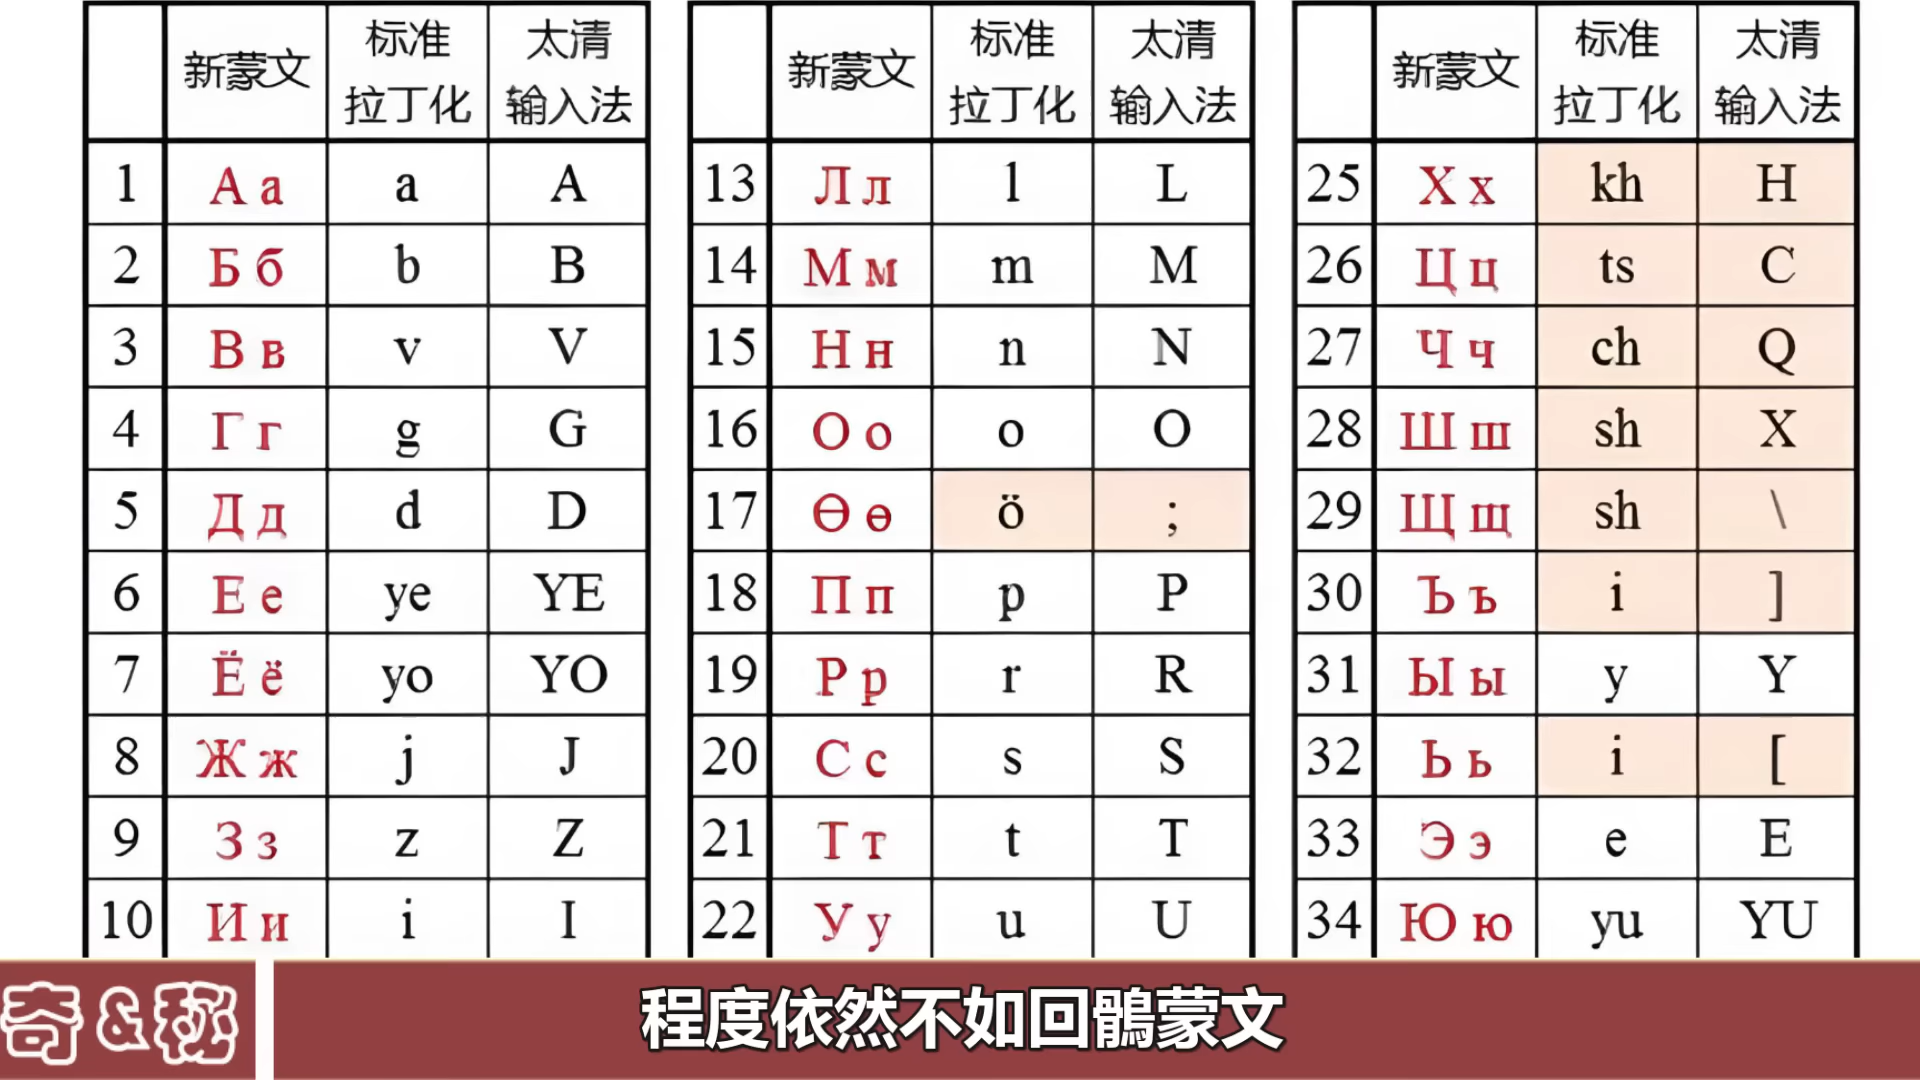 新蒙文 标准拉丁化 太清输入法
1 А а a A
2 Б б b B
3 В в v V
4 Г г g G
5 Д д d D
6 Е е ye YE
7 Ё ё yo YO
8 Ж ж j J
9 З з z Z
10 И и i I
新蒙文 标准拉丁化 太清输入法
13 Л л l L
14 М м m M
15 Н н n N
16 О о o O
17 Ө ө ö ;
18 П п p P
19 Р р r R
20 С с s S
21 Т т t T
22 У у u U
新蒙文 标准拉丁化 太清输入法
25 Х х kh H
26 Ц ц ts C
27 Ч ч ch Q
28 Ш ш sh X
29 Щ щ sh \
30 Ъ ъ i ]
31 Ы ы y Y
32 Ь ь i [
33 Э э e E
34 Ю ю yu YU
奇&秘
程度依然不如回鶻蒙文